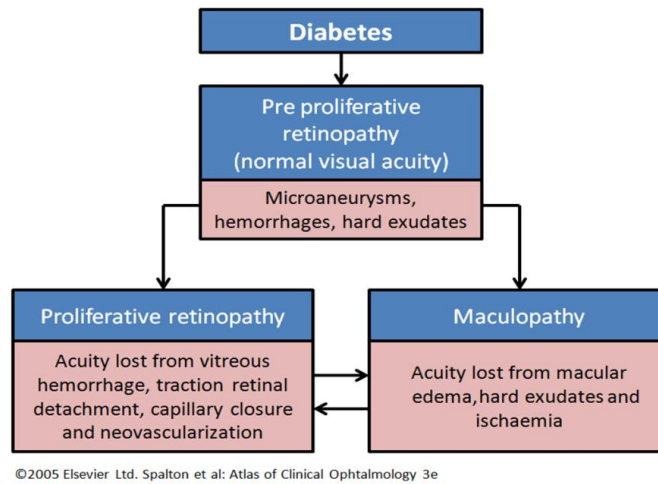 Diabetes
Pre proliferative
retinopathy
(normal visual acuity)
Microaneurysms,
hemorrhages, hard exudates
Proliferative retinopathy
Acuity lost from vitreous
hemorrhage, traction retinal
detachment, capillary closure
and neovascularization
Maculopathy
Acuity lost from macular
edema, hard exudates and
ischaemia
©2005 Elsevier Ltd. Spalton et al: Atlas of Clinical Ophtalmology 3e